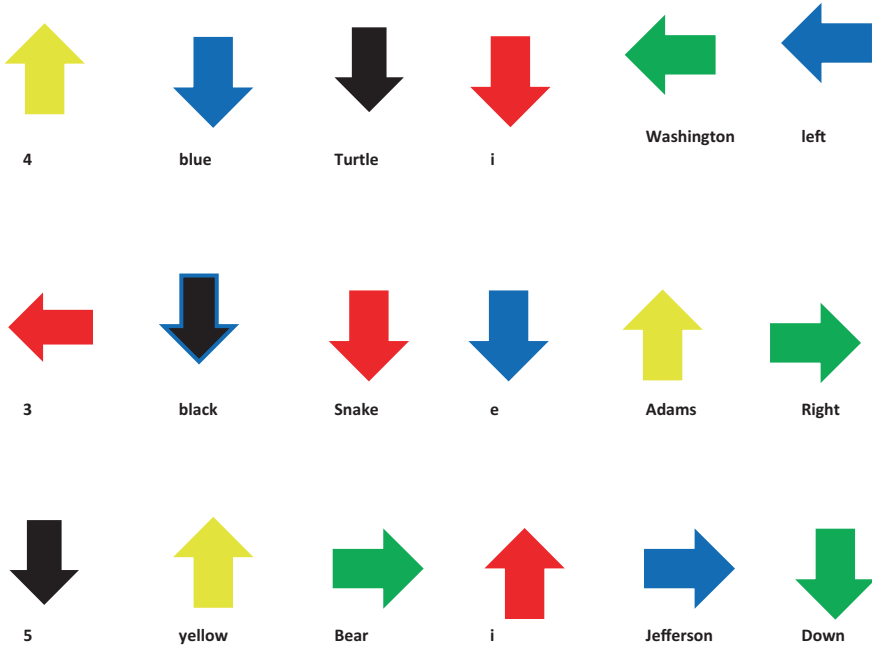 4 blue Turtle i Washington left
3 black Snake e Adams Right
5 yellow Bear i Jefferson Down